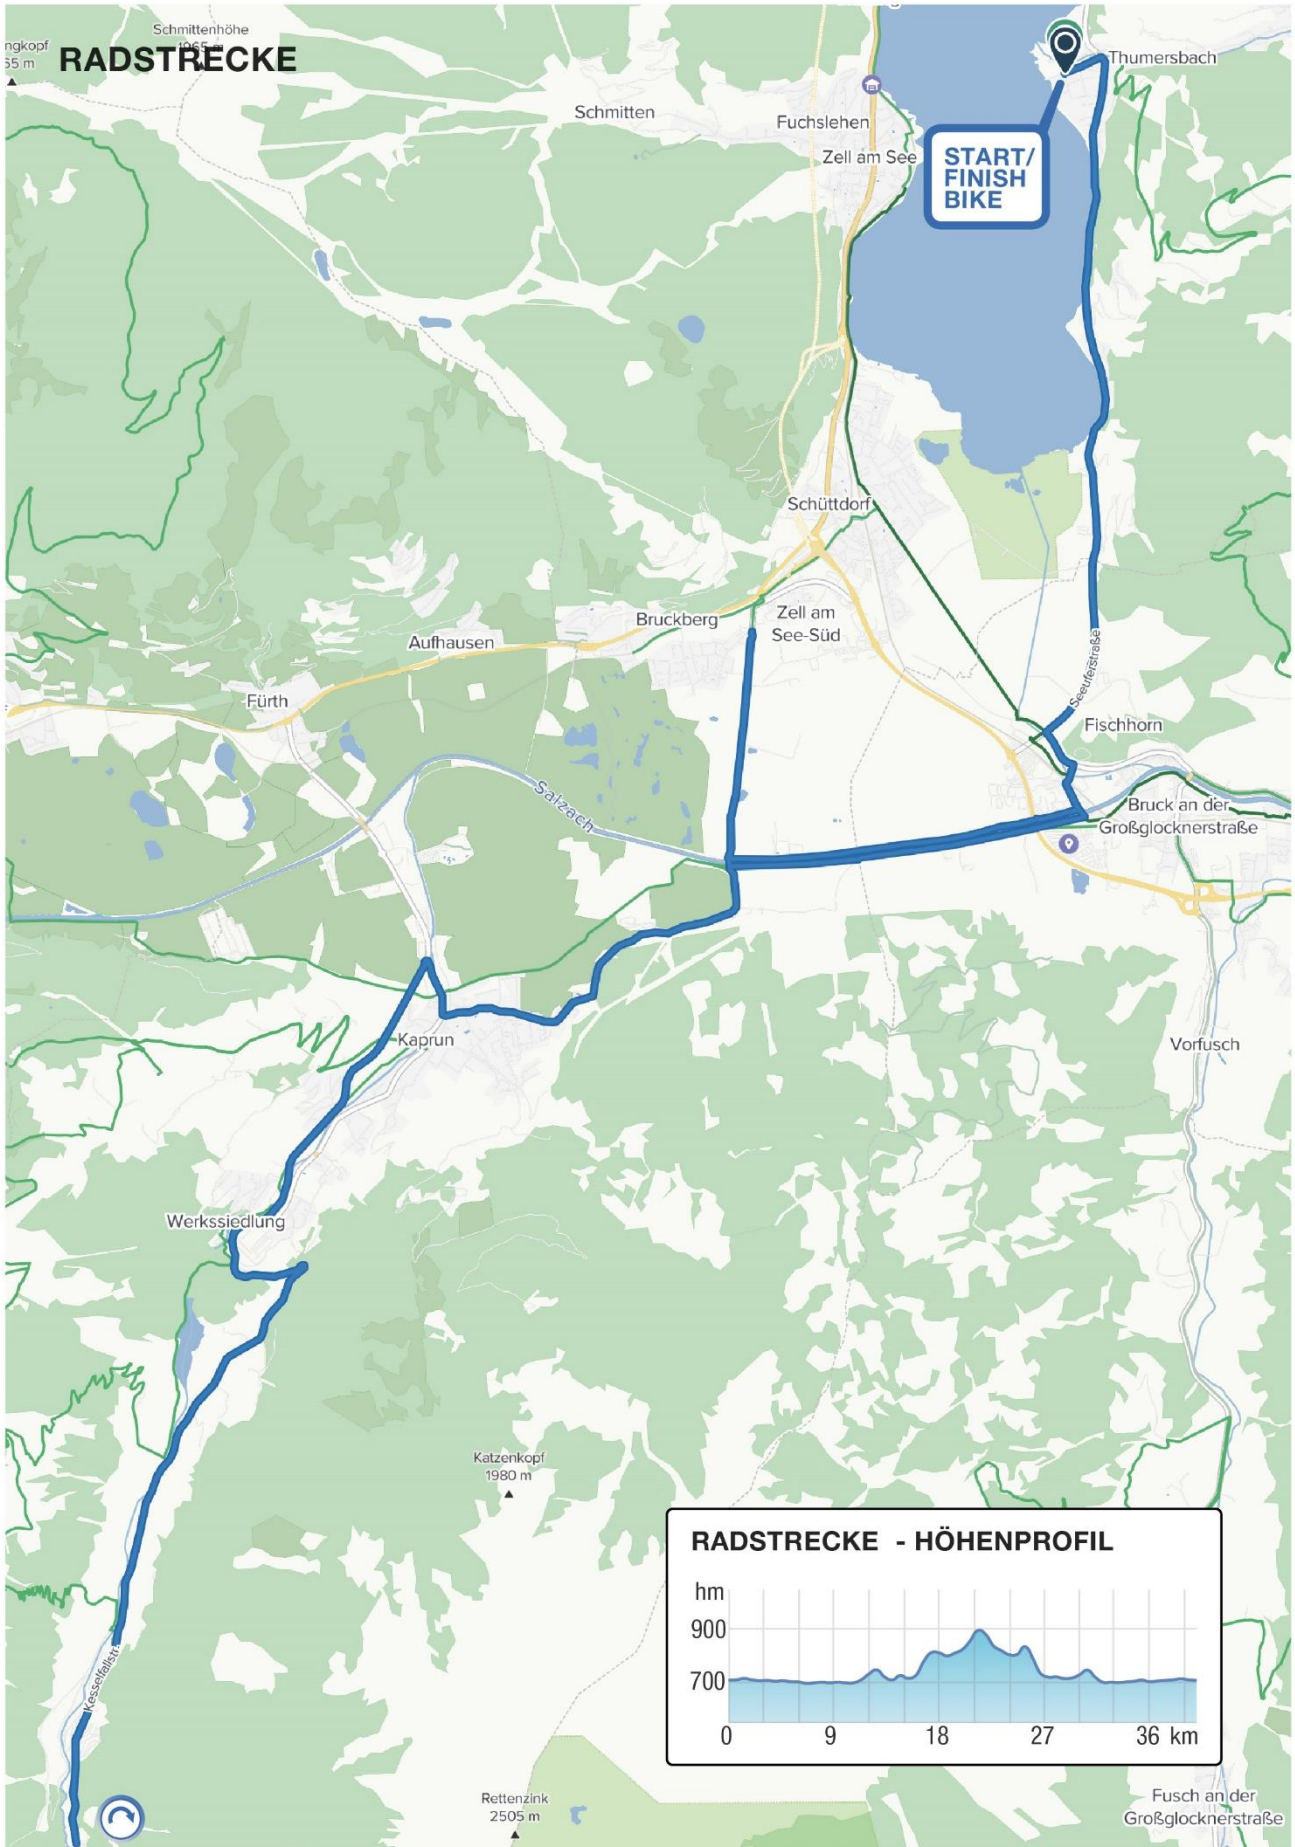 Schmittenhöhe
1965 m
ngkopf
65 m
RADSTRECKE
Thumersbach
Schmitten
Fuchslehen
Zell am See
START/
FINISH
BIKE
Schüttdorf
Bruckberg
Zell am
See-Süd
Aufhausen
Seeuferstraße
Fürth
Fischhorn
Salzach
Bruck an der
Großglocknerstraße
Kaprun
Vorfusch
Werkssiedlung
Katzenkopf
1980 m
RADSTRECKE - HÖHENPROFIL
hm
900
700
0 9 18 27 36 km
Kesselfallstr.
Rettenzink
2505 m
Fusch an der
Großglocknerstraße